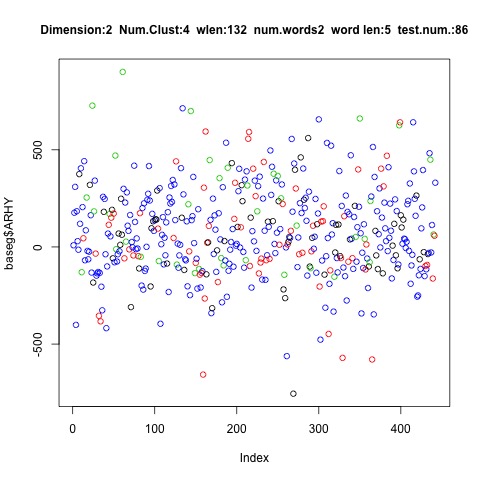 Dimension:2 Num.Clust:4 wlen:132 num.words2 word len:5 test.num.:86
baseg$ARHY
500
0
-500
0 100 200 300 400
Index